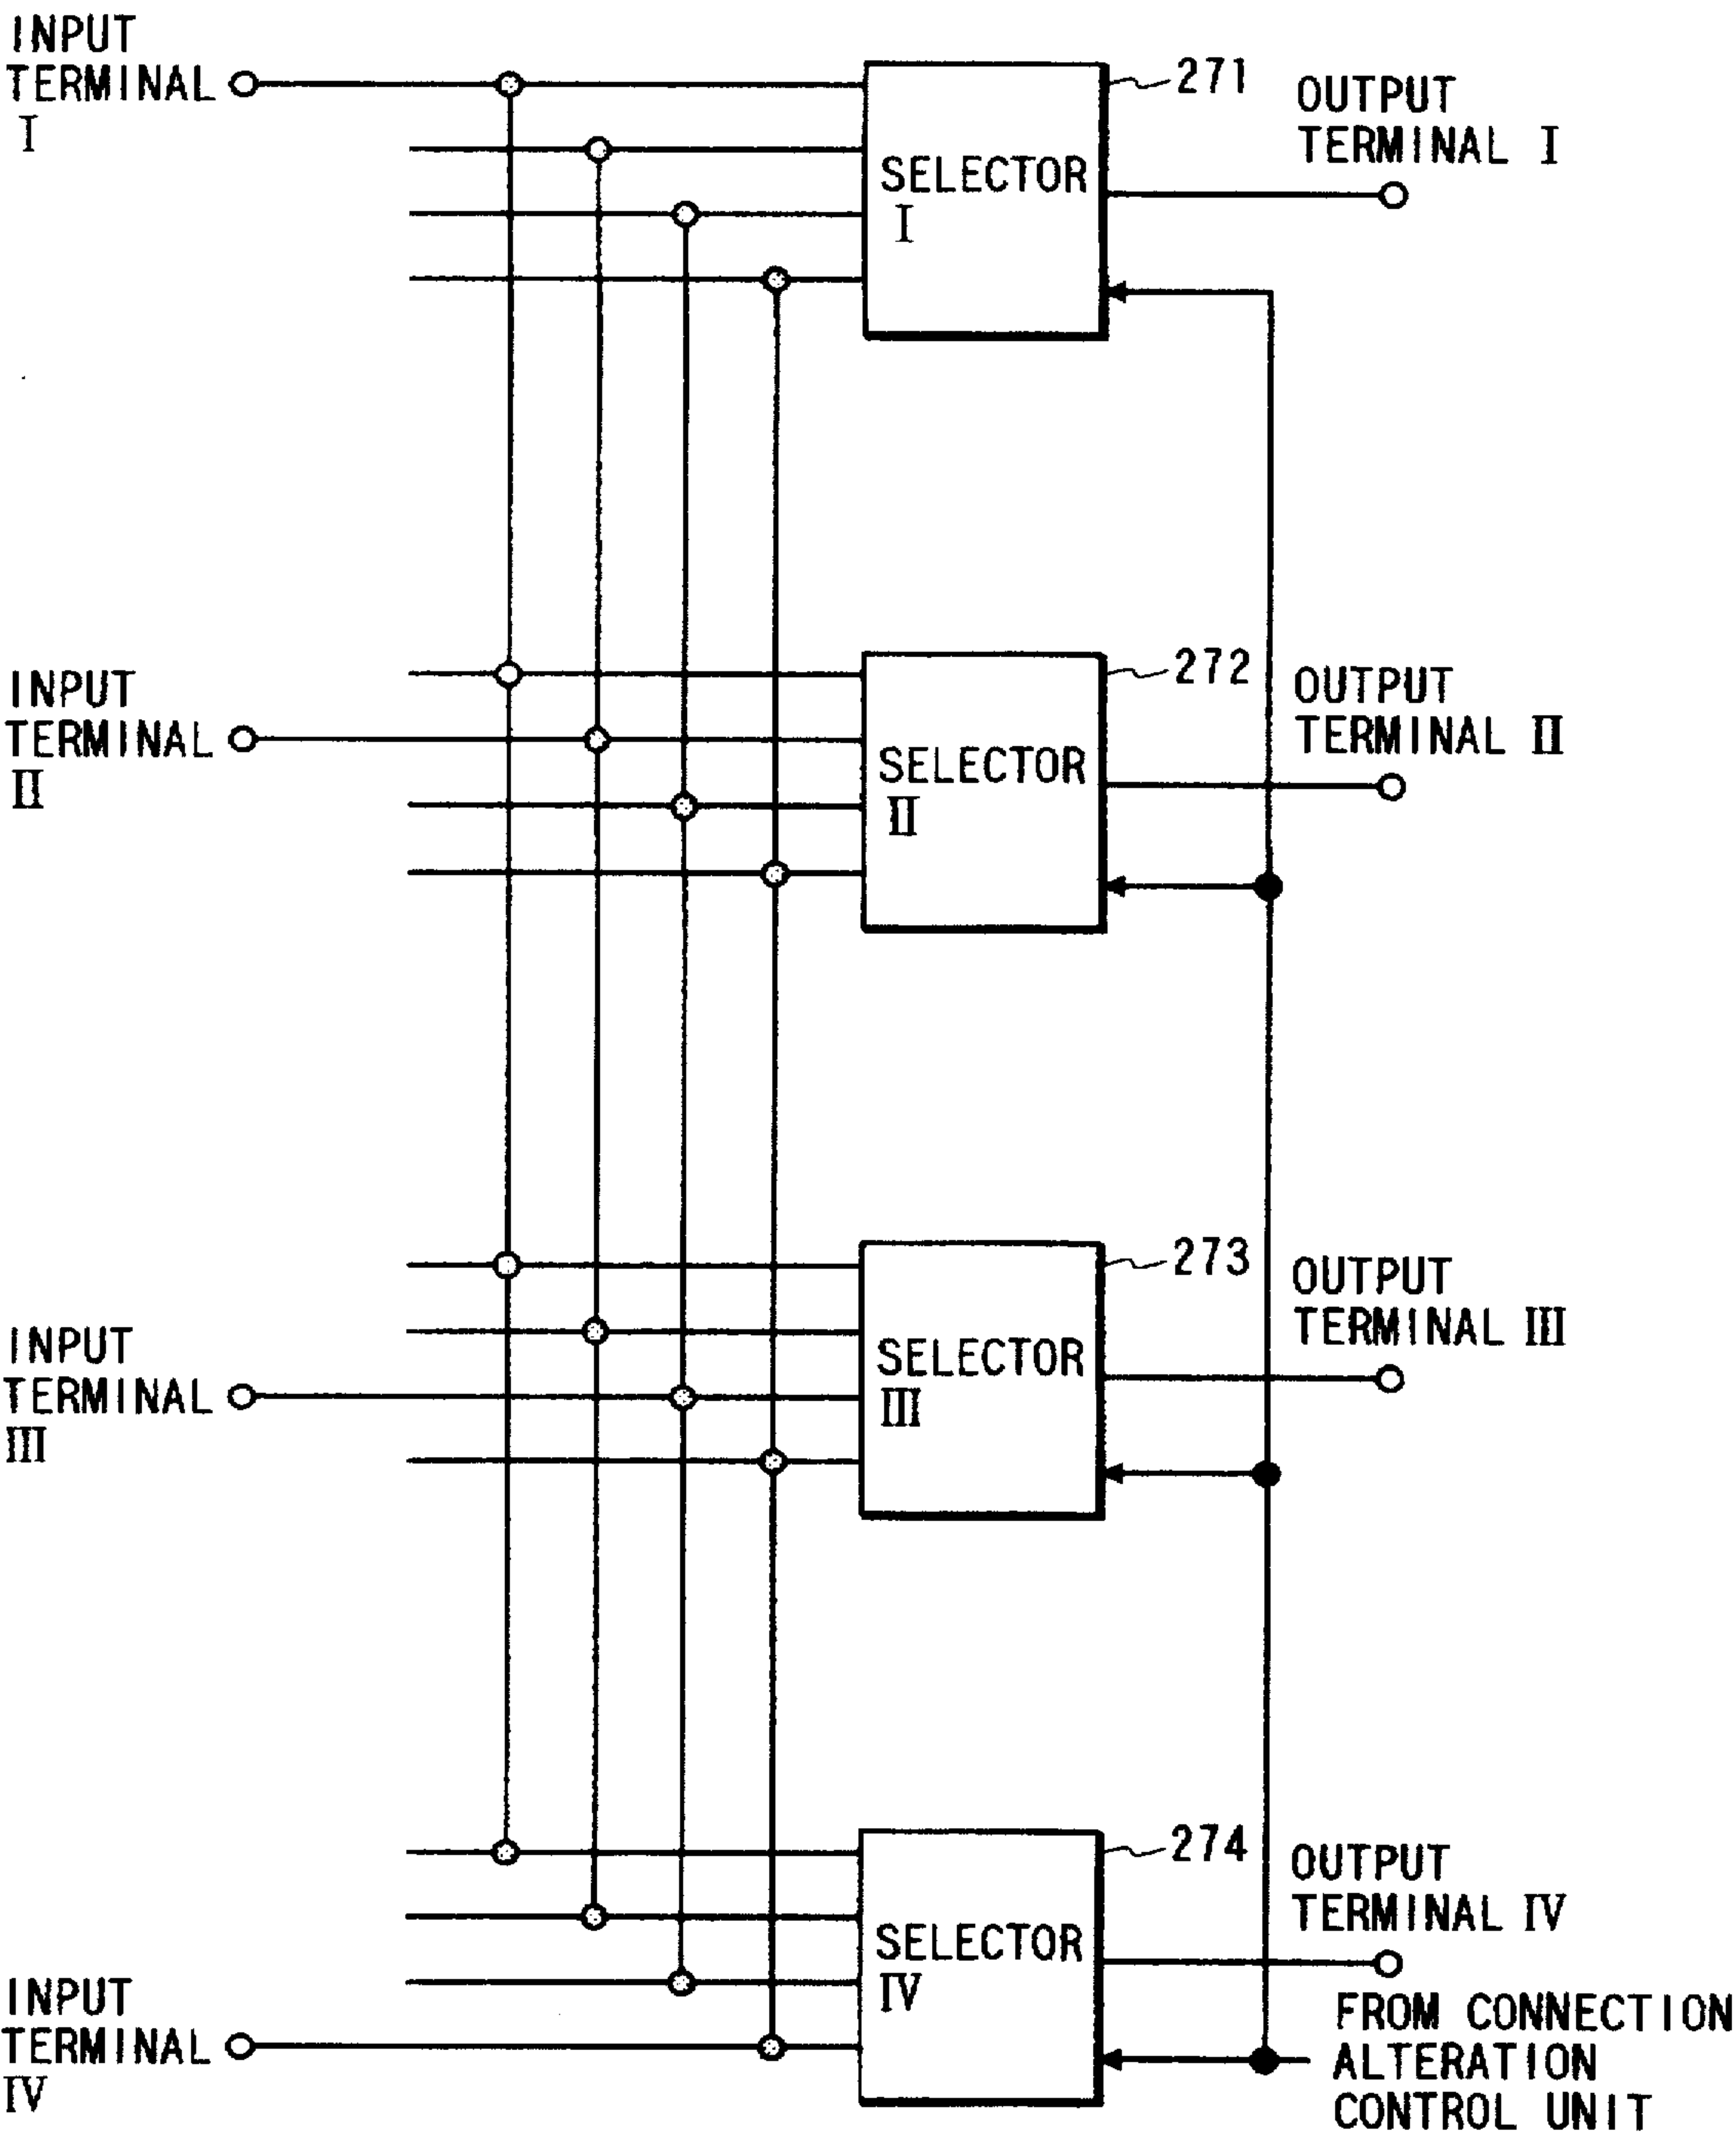 INPUT
TERMINAL
I
271
OUTPUT
TERMINAL I
SELECTOR
I
INPUT
TERMINAL
II
272
OUTPUT
TERMINAL II
SELECTOR
II
INPUT
TERMINAL
III
273
OUTPUT
TERMINAL III
SELECTOR
III
INPUT
TERMINAL
IV
274
OUTPUT
TERMINAL IV
SELECTOR
IV
FROM CONNECTION
ALTERATION
CONTROL UNIT